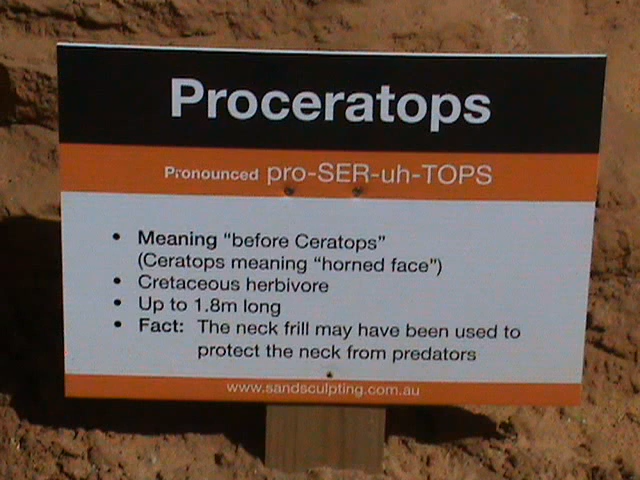 Proceratops
Pronounced pro-SER-uh-TOPS
• Meaning “before Ceratops”
(Ceratops meaning “horned face”)
• Cretaceous herbivore
• Up to 1.8m long
• Fact: The neck frill may have been used to
protect the neck from predators
www.sandsculpting.com.au